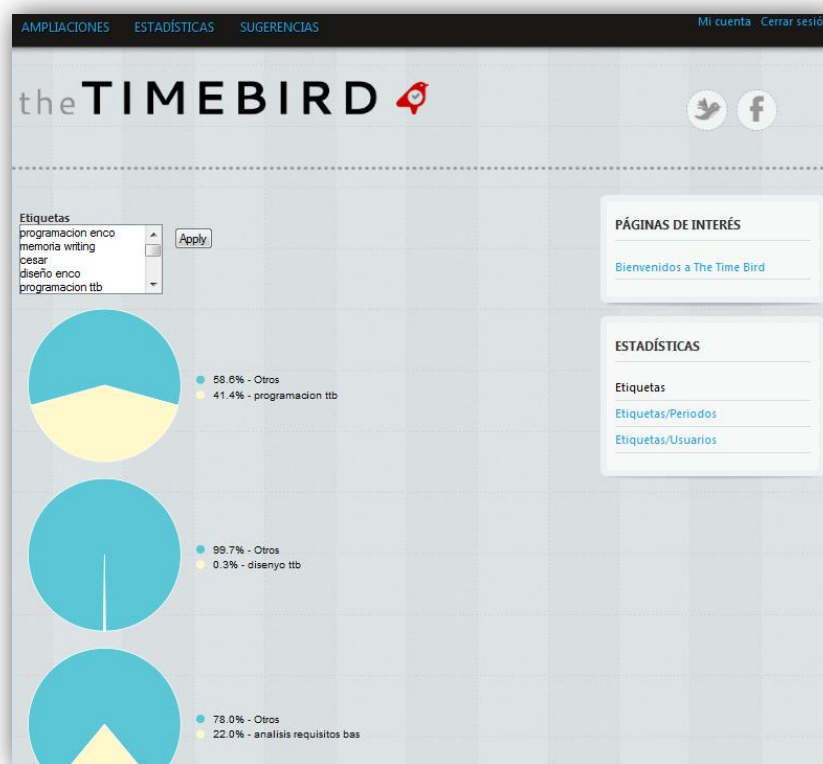 AMPLIACIONES ESTADÍSTICAS SUGERENCIAS Mi cuenta Cerrar sesió
theTIMEBIRD
Etiquetas
programacion enco
memoria writing
cesar
diseño enco
programacion ttb
Apply
58.6% - Otros
41.4% - programacion ttb
99.7% - Otros
0.3% - disenyo ttb
78.0% - Otros
22.0% - analisis requisitos bas
PÁGINAS DE INTERÉS
Bienvenidos a The Time Bird
ESTADÍSTICAS
Etiquetas
Etiquetas/Periodos
Etiquetas/Usuarios